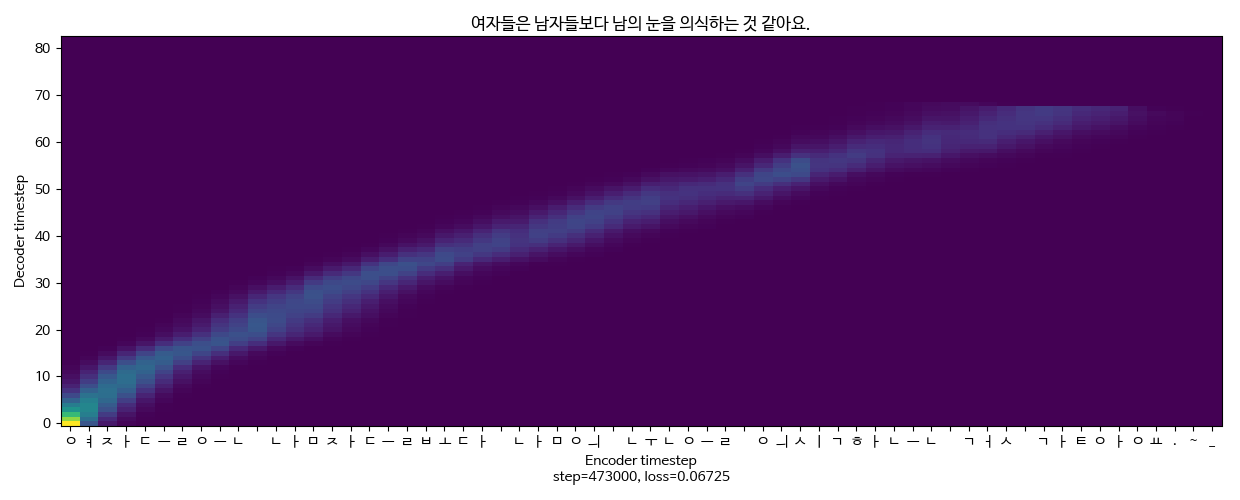 여자들은 남자들보다 남의 눈을 의식하는 것 같아요.
80
70
60
50
40
30
20
10
0
Decoder timestep
ㅇ ㅕ ㅈ ㅏ ㄷ ㅡ ㄹ ㅇ ㅡ ㄴ ㄴ ㅏ ㅁ ㅈ ㅏ ㄷ ㅡ ㄹ ㅂ ㅗ ㄷ ㅏ ㄴ ㅏ ㅁ ㅇ ㅢ ㄴ ㅜ ㄴ ㅇ ㅡ ㄹ ㅇ ㅢ ㅅ ㅣ ㄱ ㅎ ㅏ ㄴ ㅡ ㄴ ㄱ ㅓ ㅅ ㄱ ㅏ ㅌ ㅇ ㅏ ㅇ ㅛ . ~ _
Encoder timestep
step=473000, loss=0.06725